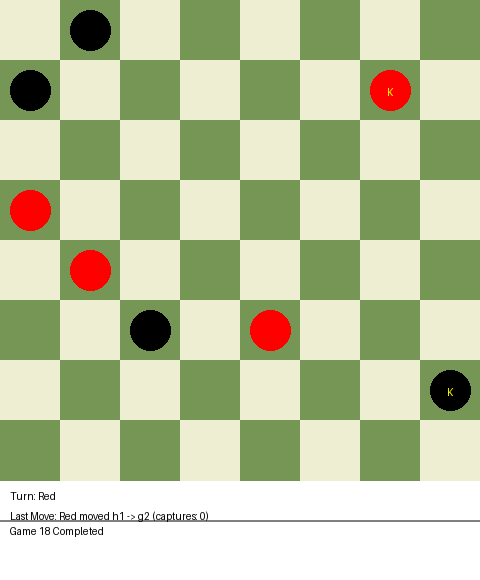 K
K
Turn: Red
Last Move: Red moved h1 -> g2 (captures: 0)
Game 18 Completed